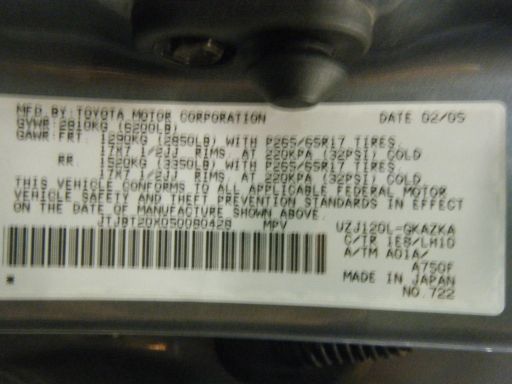 MFD. BY: TOYOTA MOTOR CORPORATION DATE 02/05
GVWR: 2810KG (6200LB)
GAWR: FRT. 1290KG (2850LB), WITH P265/65R17 TIRES,
17X7 1/2JJ RIMS AT 220KPA (32PSI) COLD
RR. 1520KG (3350LB), WITH P265/65R17 TIRES,
17X7 1/2JJ RIMS AT 220KPA (32PSI) COLD
THIS VEHICLE CONFORMS TO ALL APPLICABLE FEDERAL MOTOR
VEHICLE SAFETY AND THEFT PREVENTION STANDARDS IN EFFECT
ON THE DATE OF MANUFACTURE SHOWN ABOVE.
JTJBT20X050080428 MPV UZJ120L-GKAZKA
C/TR 1E8/LH10
A/TM A01A/
A750F
MADE IN JAPAN
NO. 722